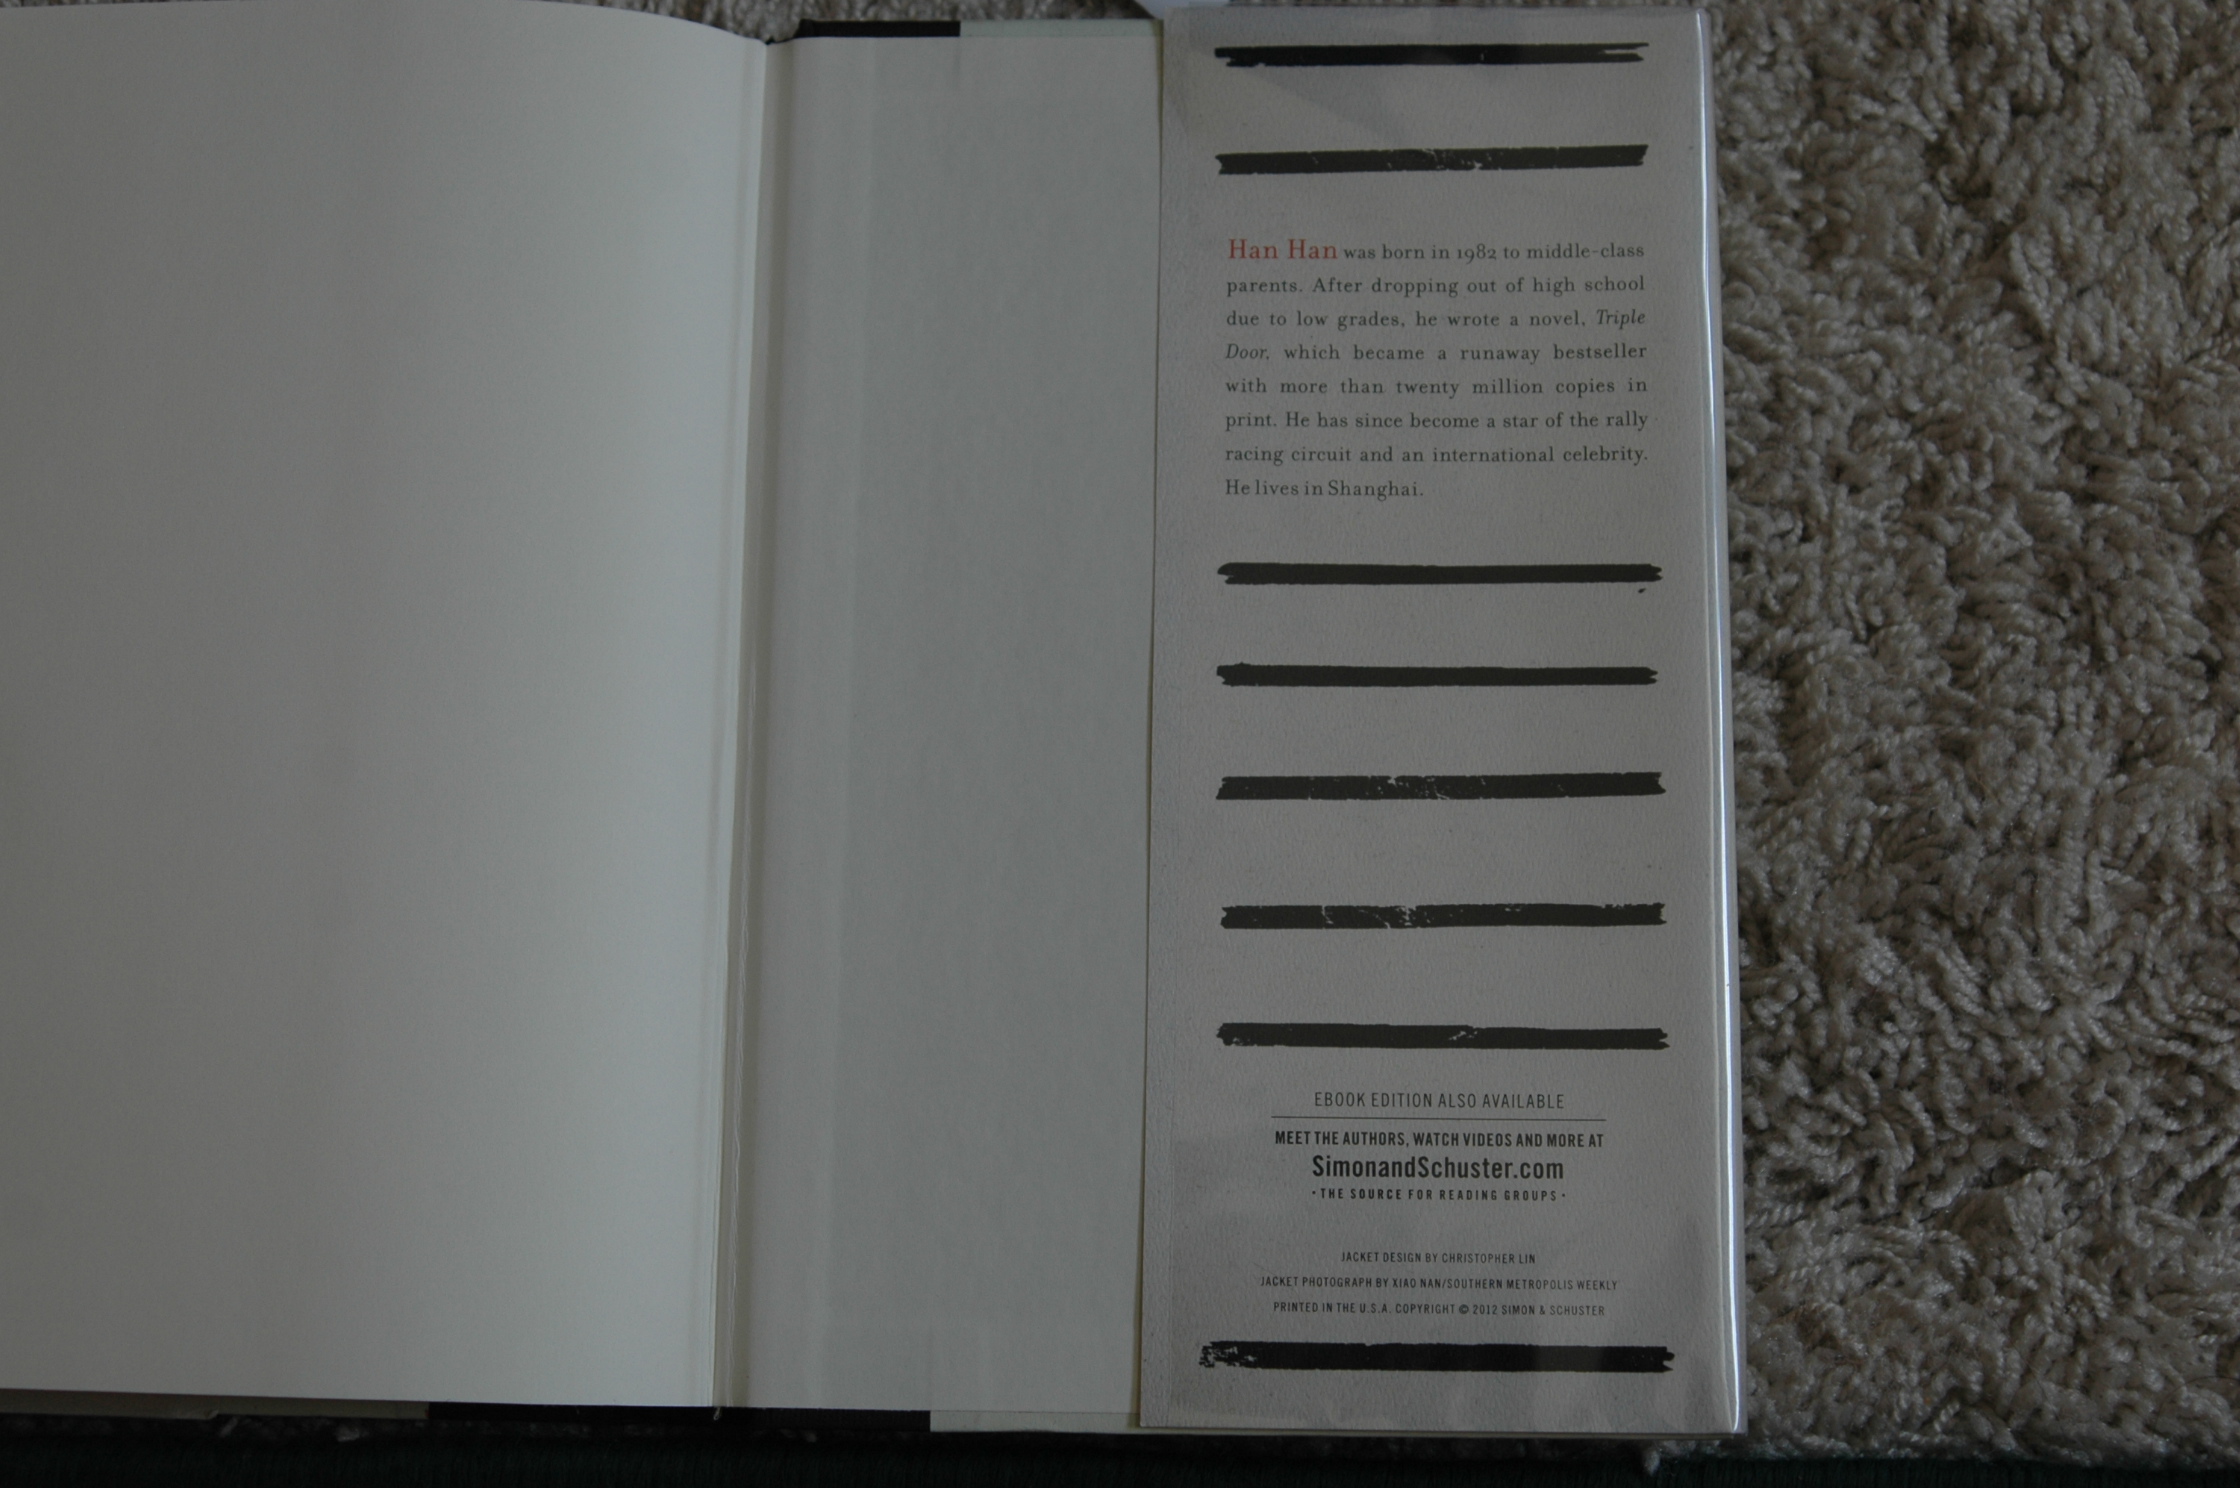 Han Han was born in 1982 to middle-class
parents. After dropping out of high school
due to low grades, he wrote a novel, Triple
Door, which became a runaway bestseller
with more than twenty million copies in
print. He has since become a star of the rally
racing circuit and an international celebrity.
He lives in Shanghai.
EBOOK EDITION ALSO AVAILABLE
MEET THE AUTHORS, WATCH VIDEOS AND MORE AT
SimonandSchuster.com
• THE SOURCE FOR READING GROUPS •
JACKET DESIGN BY CHRISTOPHER LIN
JACKET PHOTOGRAPH BY XIAO NAN/SOUTHERN METROPOLIS WEEKLY
PRINTED IN THE U.S.A. COPYRIGHT © 2012 SIMON & SCHUSTER